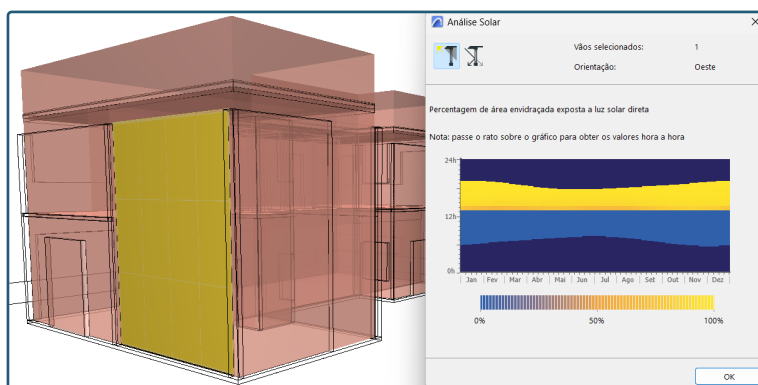 Análise Solar
Vãos selecionados: 1
Orientação: Oeste
Percentagem de área envidraçada exposta a luz solar direta
Nota: passe o rato sobre o gráfico para obter os valores hora a hora
24h
12h
0h
Jan Fev Mar Abr Mai Jun Jul Ago Set Out Nov Dez
0% 50% 100%
OK